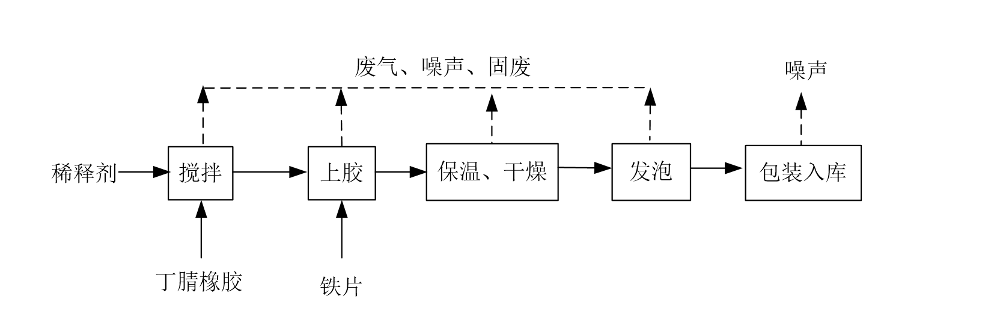 废气、噪声、固废
噪声
稀释剂
搅拌
上胶
保温、干燥
发泡
包装入库
丁腈橡胶
铁片